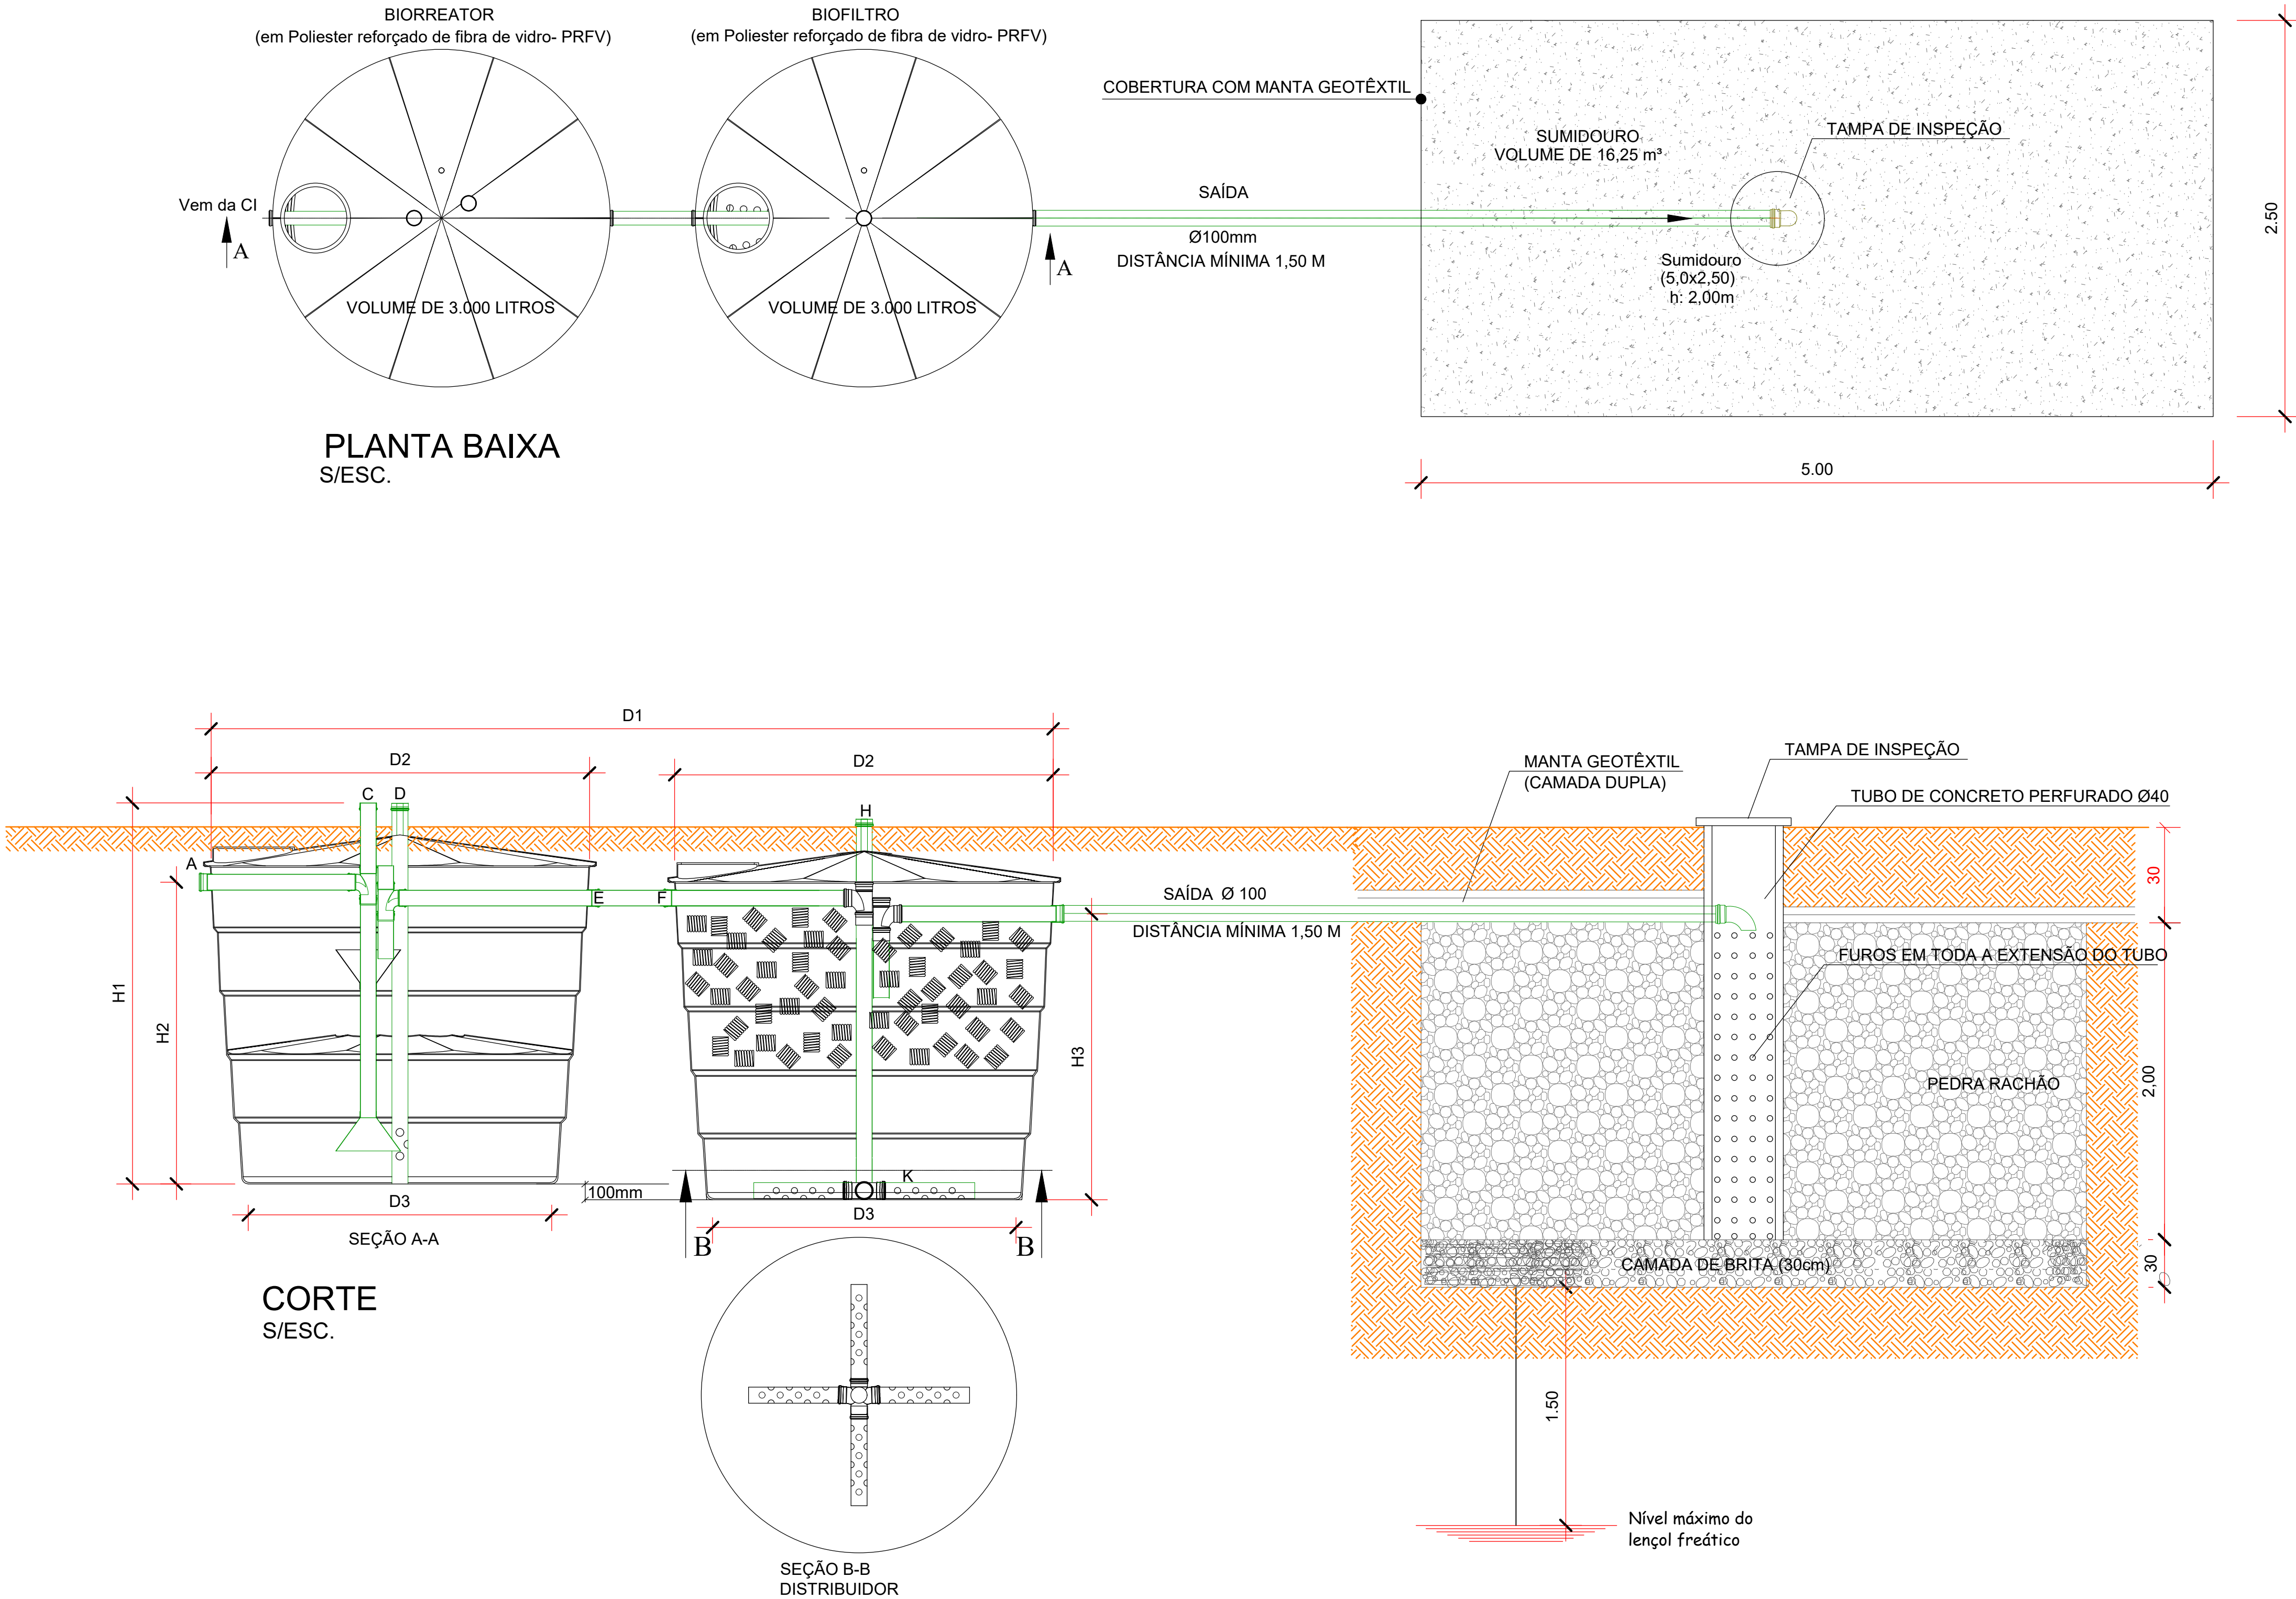 BIORREATOR
(em Poliester reforçado de fibra de vidro- PRFV)
BIOFILTRO
(em Poliester reforçado de fibra de vidro- PRFV)
COBERTURA COM MANTA GEOTÊXTIL
SUMIDOURO
VOLUME DE 16,25 m³
TAMPA DE INSPEÇÃO
Vem da CI
A
SAÍDA
Ø100mm
DISTÂNCIA MÍNIMA 1,50 M
A
Sumidouro
(5,0x2,50)
h: 2,00m
2.50
VOLUME DE 3.000 LITROS
VOLUME DE 3.000 LITROS
PLANTA BAIXA
S/ESC.
5.00
D1
D2
D2
C
D
H
A
E
F
H1
H2
H3
MANTA GEOTÊXTIL
(CAMADA DUPLA)
TAMPA DE INSPEÇÃO
TUBO DE CONCRETO PERFURADO Ø40
SAÍDA Ø 100
DISTÂNCIA MÍNIMA 1,50 M
30
FUROS EM TODA A EXTENSÃO DO TUBO
PEDRA RACHÃO
2,00
K
100mm
D3
D3
SEÇÃO A-A
B
B
CAMADA DE BRITA (30cm)
30
CORTE
S/ESC.
1.50
Nível máximo do
lençol freático
SEÇÃO B-B
DISTRIBUIDOR